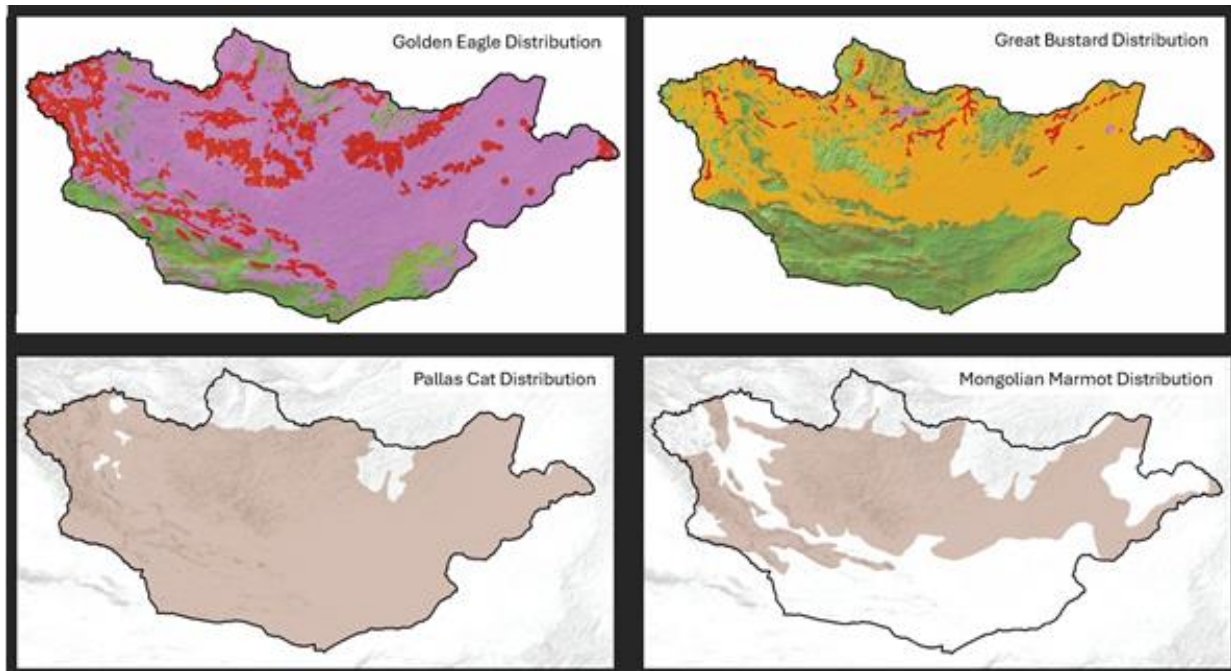 Golden Eagle Distribution
Great Bustard Distribution
Pallas Cat Distribution
Mongolian Marmot Distribution